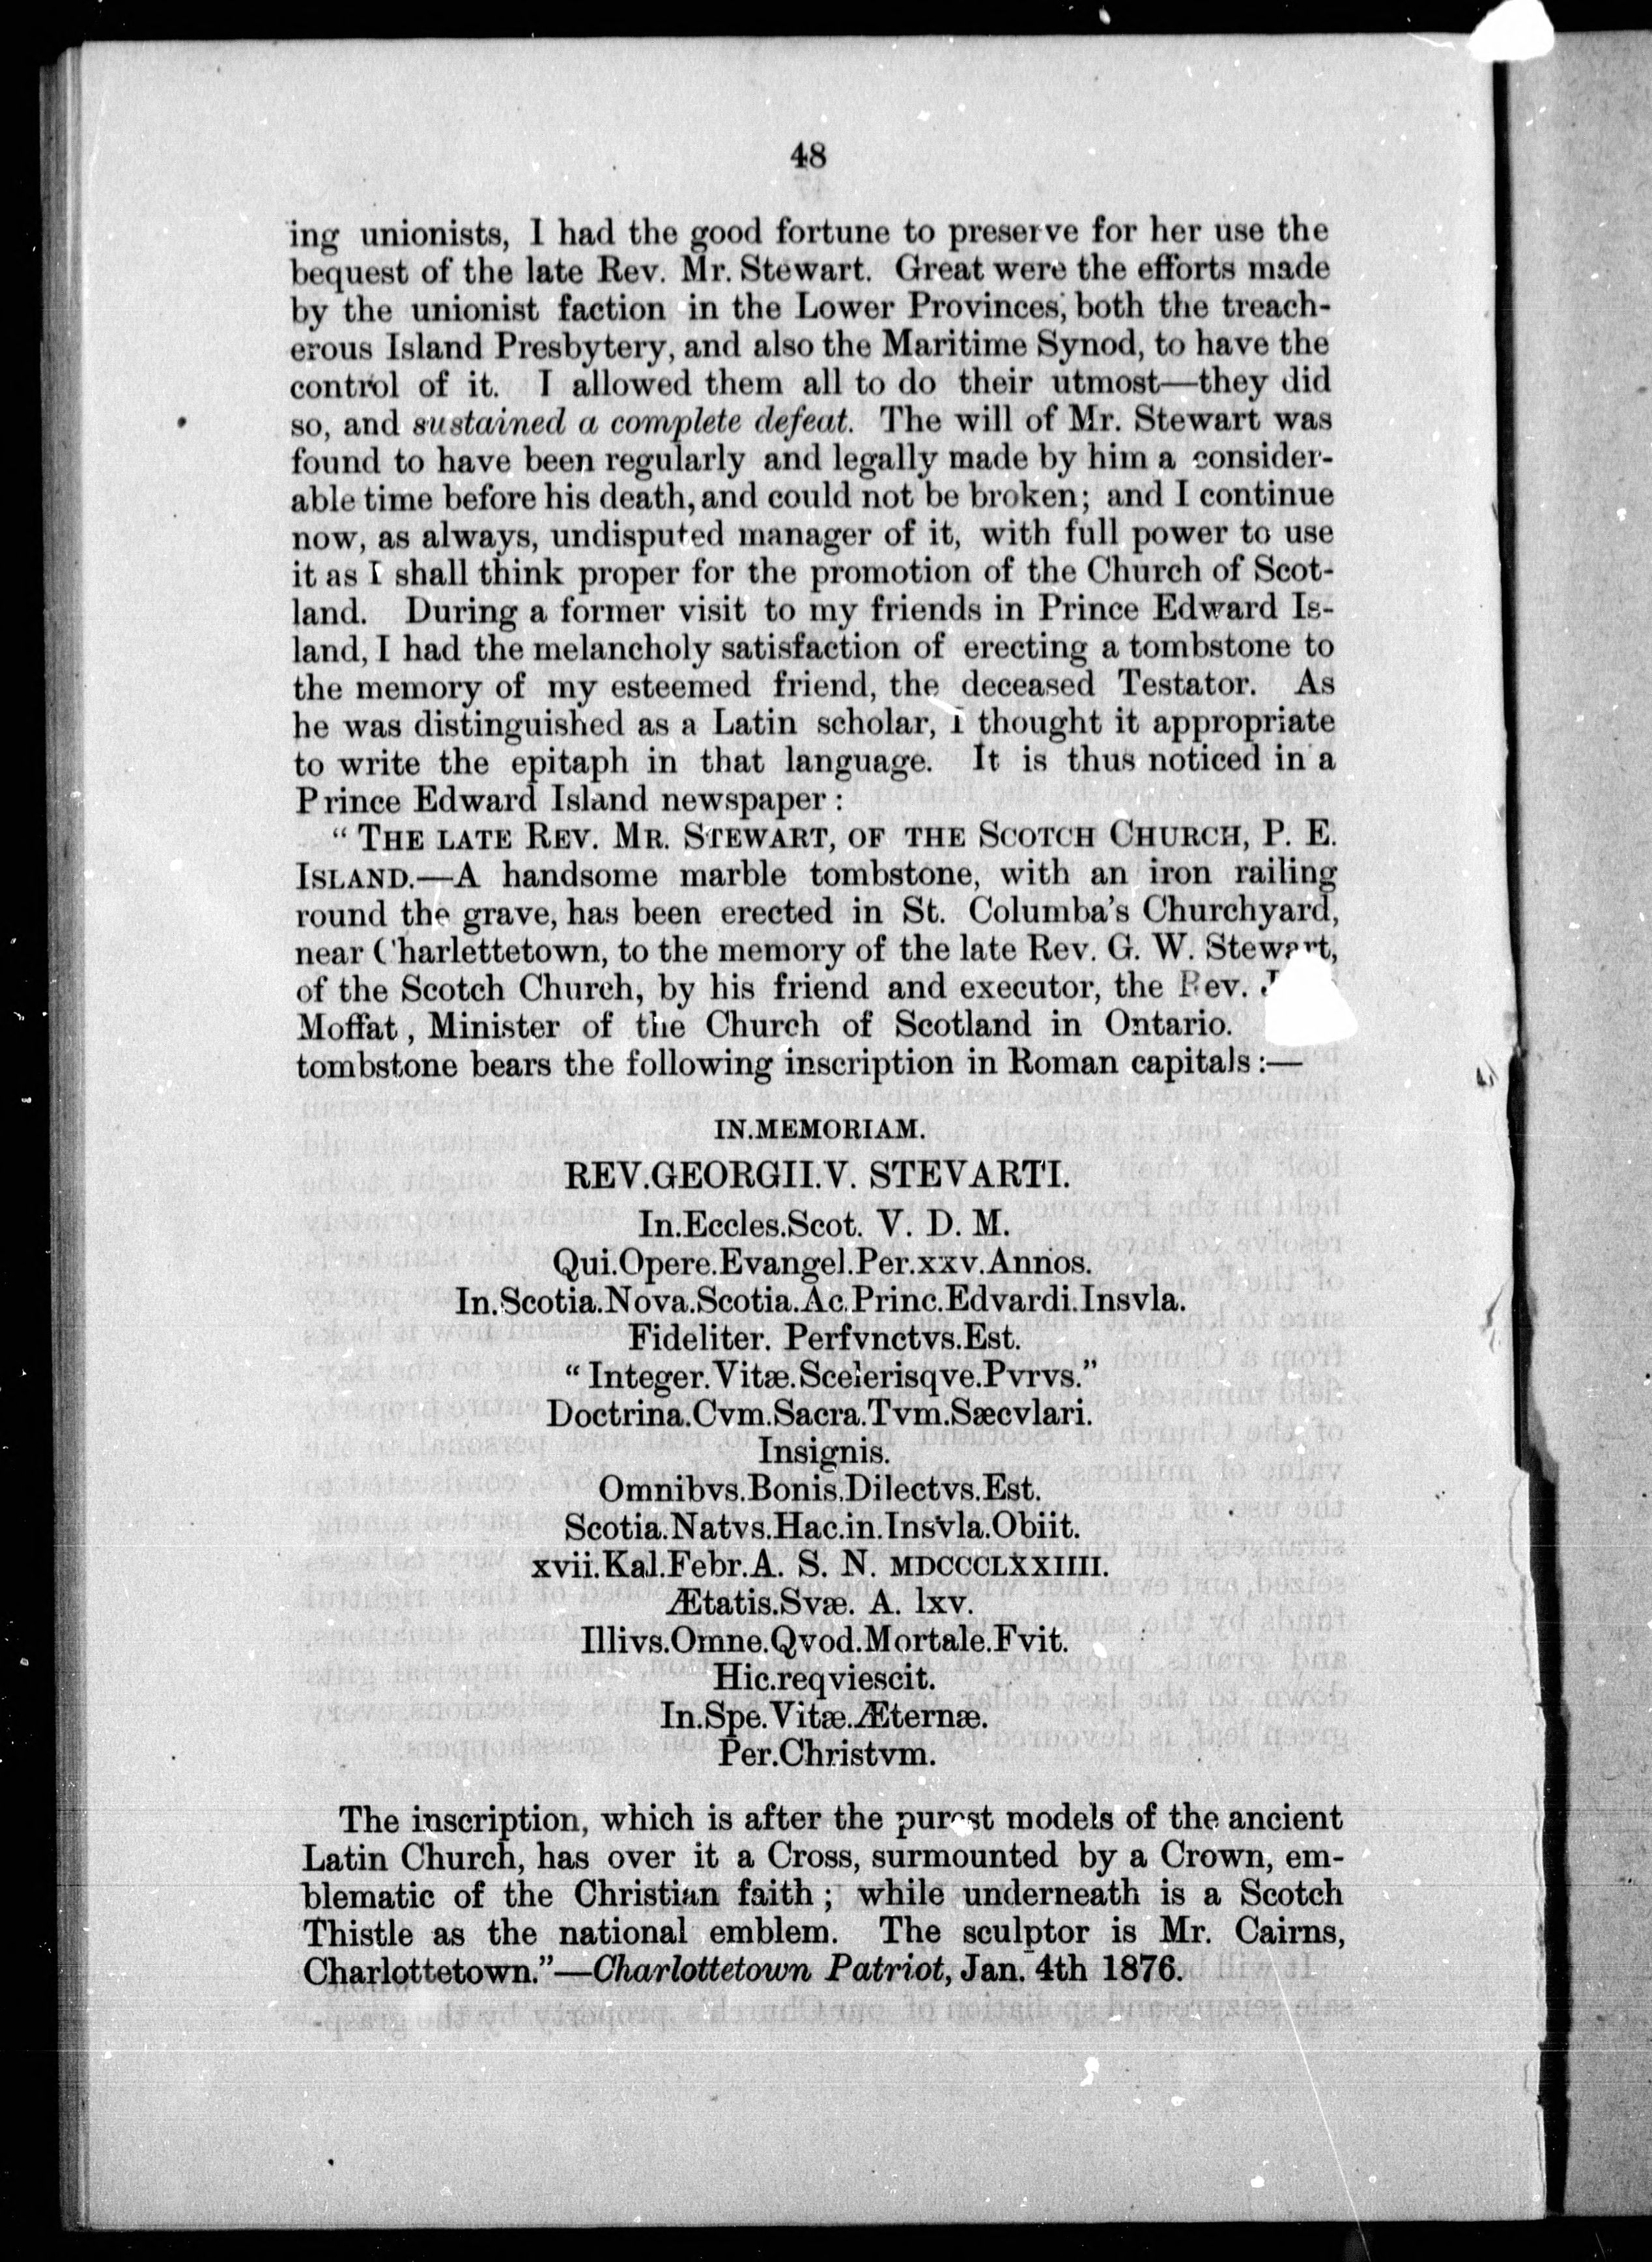 48
ing unionists, I had the good fortune to preserve for her use the
bequest of the late Rev. Mr. Stewart. Great were the efforts made
by the unionist faction in the Lower Provinces, both the treach-
erous Island Presbytery, and also the Maritime Synod, to have the
control of it. I allowed them all to do their utmost—they did
so, and sustained a complete defeat. The will of Mr. Stewart was
found to have been regularly and legally made by him a consider-
able time before his death, and could not be broken; and I continue
now, as always, undisputed manager of it, with full power to use
it as I shall think proper for the promotion of the Church of Scot-
land. During a former visit to my friends in Prince Edward Is-
land, I had the melancholy satisfaction of erecting a tombstone to
the memory of my esteemed friend, the deceased Testator. As
he was distinguished as a Latin scholar, I thought it appropriate
to write the epitaph in that language. It is thus noticed in a
Prince Edward Island newspaper:
"THE LATE REV. MR. STEWART, OF THE SCOTCH CHURCH, P. E.
ISLAND.—A handsome marble tombstone, with an iron railing
round the grave, has been erected in St. Columba's Churchyard,
near Charlettetown, to the memory of the late Rev. G. W. Stewart,
of the Scotch Church, by his friend and executor, the Rev.
Moffat, Minister of the Church of Scotland in Ontario.
tombstone bears the following inscription in Roman capitals:—
IN.MEMORIAM.
REV.GEORGII.V. STEVARTI.
In.Eccles.Scot. V. D. M.
Qui.Opere.Evangel.Per.xxv.Annos.
In.Scotia.Nova.Scotia.Ac.Princ.Edvardi.Insvla.
Fideliter. Perfvnctvs.Est.
"Integer.Vitæ.Scelerisqve.Pvrvs."
Doctrina.Cvm.Sacra.Tvm.Sæcvlari.
Insignis.
Omnibvs.Bonis.Dilectvs.Est.
Scotia.Natvs.Hac.in.Insvla.Obiit.
xvii.Kal.Febr.A. S. N. MDCCCLXXIIII.
Ætatis.Svæ. A. lxv.
Illivs.Omne.Qvod.Mortale.Fvit.
Hic.reqviescit.
In.Spe.Vitæ.Æternæ.
Per.Christvm.
The inscription, which is after the purest models of the ancient
Latin Church, has over it a Cross, surmounted by a Crown, em-
blematic of the Christian faith; while underneath is a Scotch
Thistle as the national emblem. The sculptor is Mr. Cairns,
Charlottetown."—Charlottetown Patriot, Jan. 4th 1876.